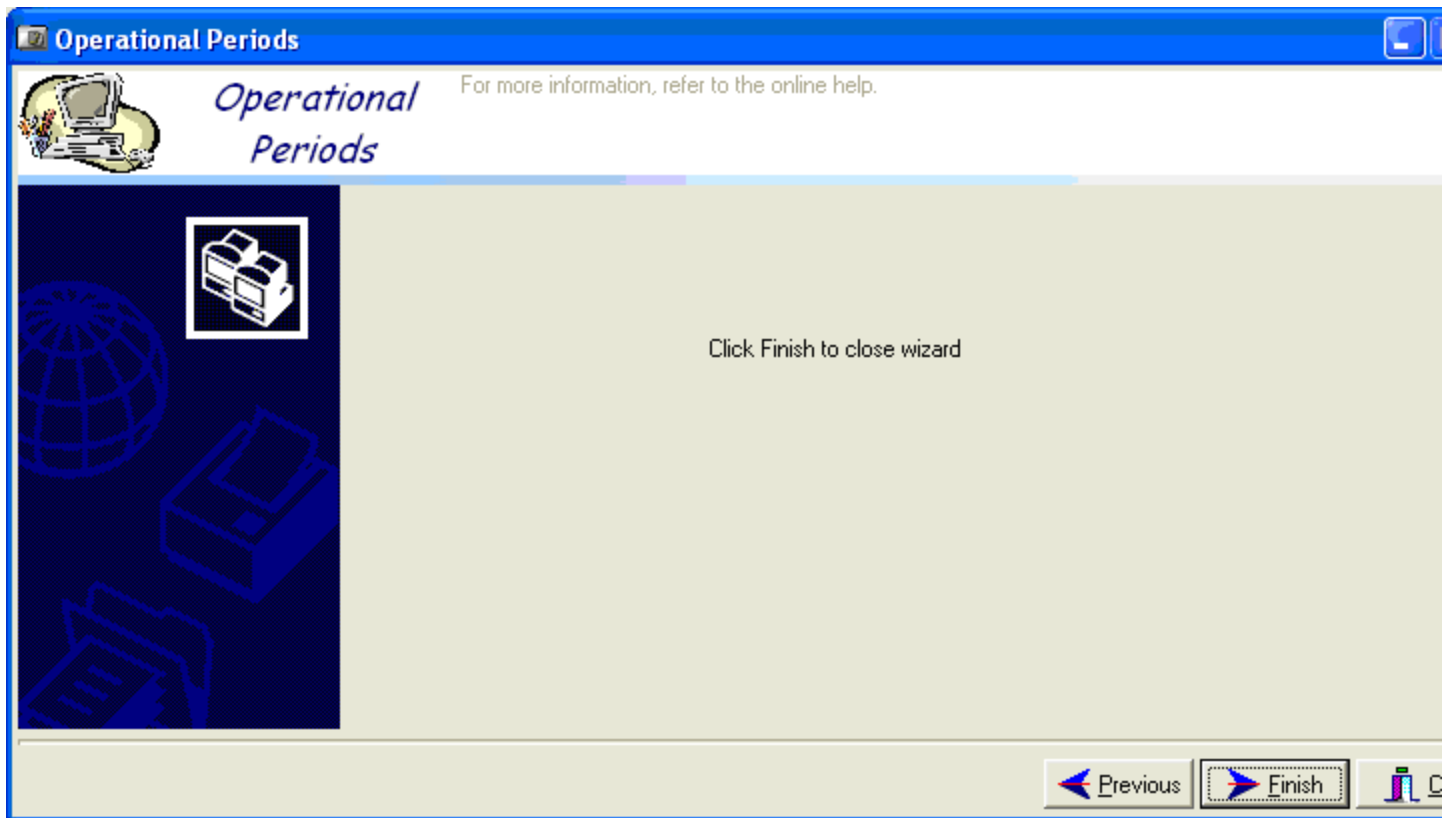 Operational Periods
Operational
Periods
For more information, refer to the online help.
Click Finish to close wizard
Previous
Finish